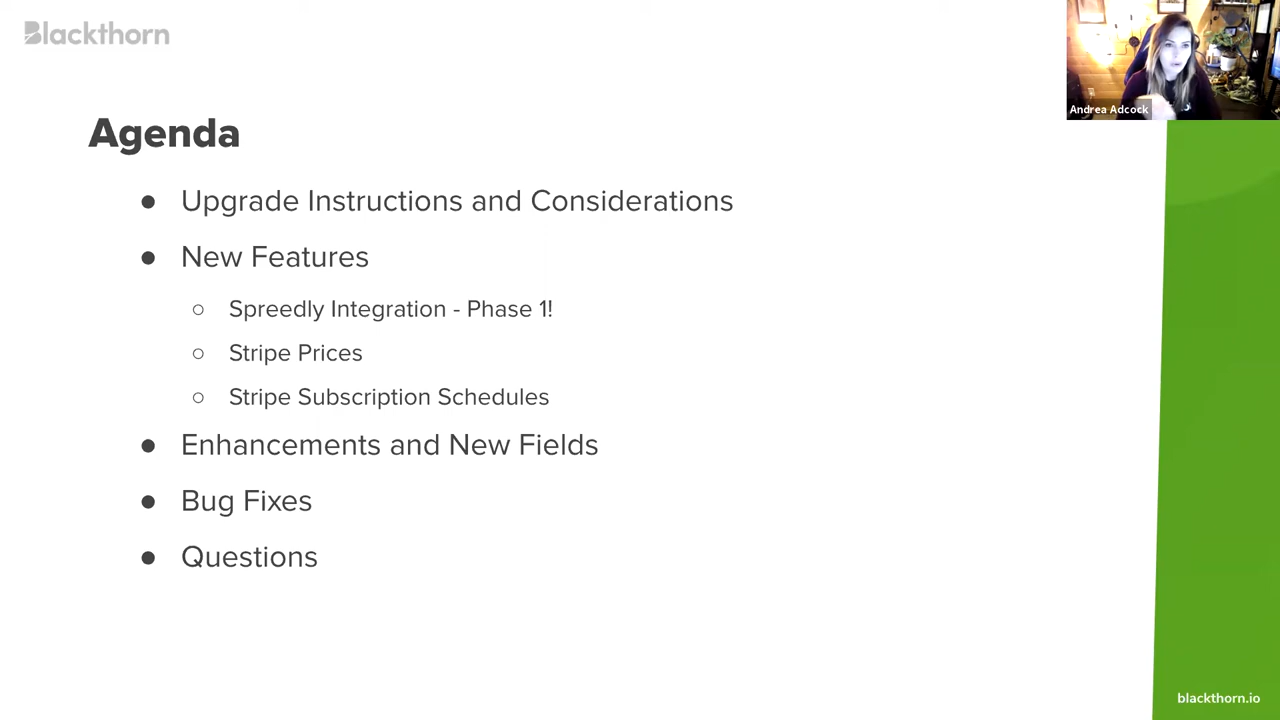 Blackthorn
Andrea Adcock
Agenda
● Upgrade Instructions and Considerations
● New Features
○ Spreedly Integration - Phase 1!
○ Stripe Prices
○ Stripe Subscription Schedules
● Enhancements and New Fields
● Bug Fixes
● Questions
blackthorn.io